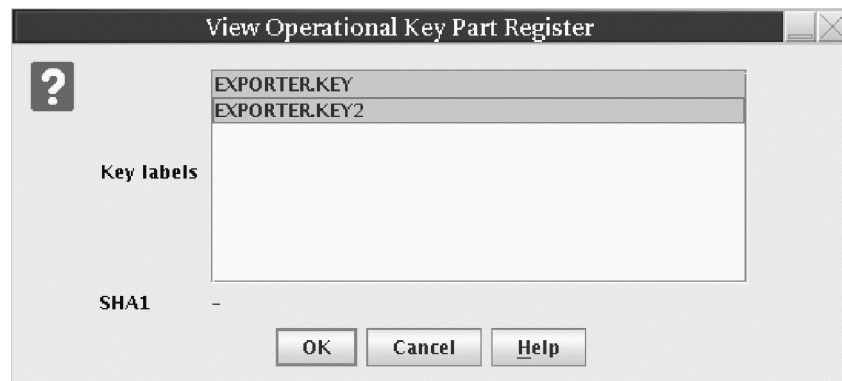 View Operational Key Part Register
EXPORTER.KEY
EXPORTER.KEY2
Key labels
SHA1 -
OK Cancel Help